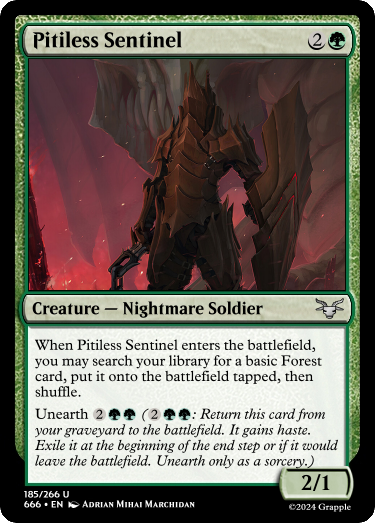 Pitiless Sentinel 2
Creature — Nightmare Soldier
When Pitiless Sentinel enters the battlefield,
you may search your library for a basic Forest
card, put it onto the battlefield tapped, then
shuffle.
Unearth 2 (2 : Return this card from
your graveyard to the battlefield. It gains haste.
Exile it at the beginning of the end step or if it would
leave the battlefield. Unearth only as a sorcery.)
2/1
185/266 U
666 • EN Adrian Mihai Marchidan
©2024 Grapple